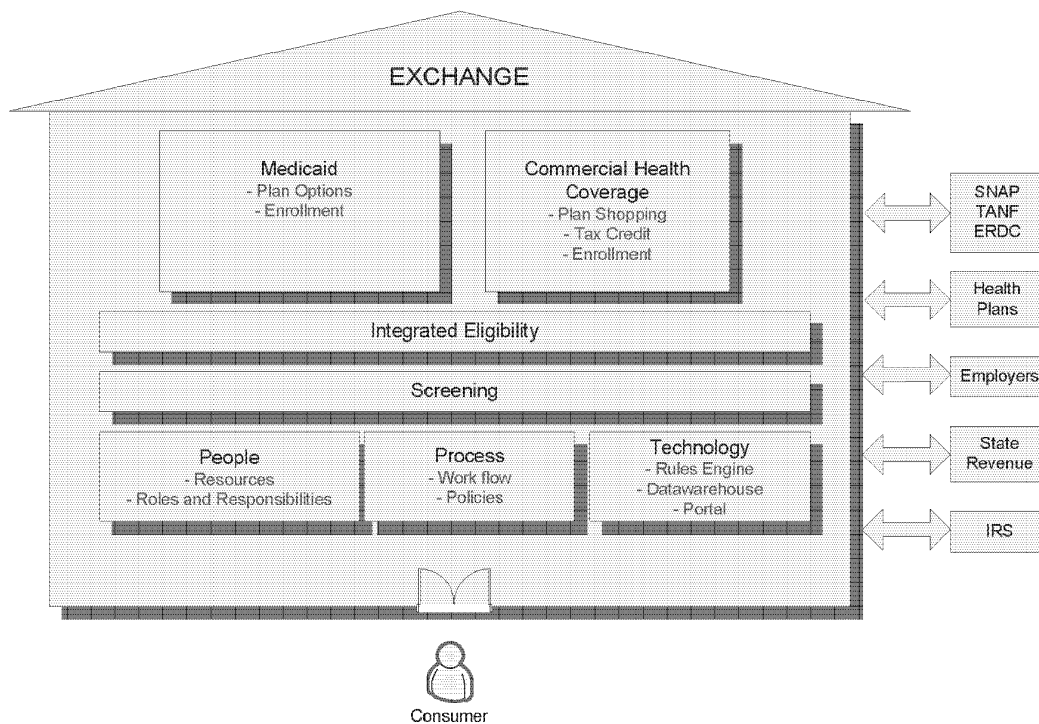 EXCHANGE
Medicaid
- Plan Options
- Enrollment
Commercial Health
Coverage
- Plan Shopping
- Tax Credit
- Enrollment
Integrated Eligibility
Screening
People
- Resources
- Roles and Responsibilities
Process
- Work flow
- Policies
Technology
- Rules Engine
- Datawarehouse
- Portal
SNAP
TANF
ERDC
Health
Plans
Employers
State
Revenue
IRS
Consumer